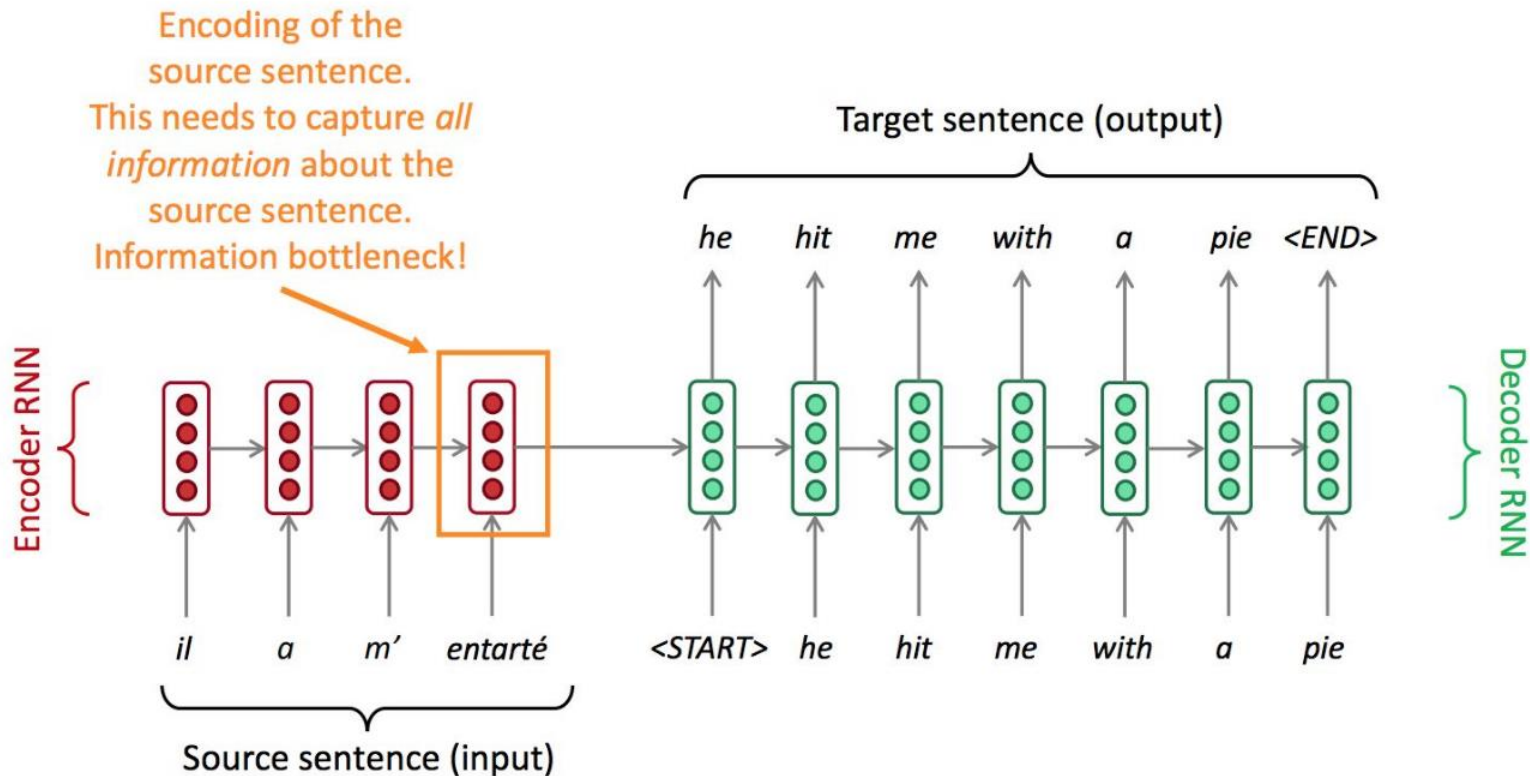 Encoding of the
source sentence.
This needs to capture all
information about the
source sentence.
Information bottleneck!
Target sentence (output)
he hit me with a pie <END>
Encoder RNN
Decoder RNN
il a m’ entarté <START> he hit me with a pie
Source sentence (input)